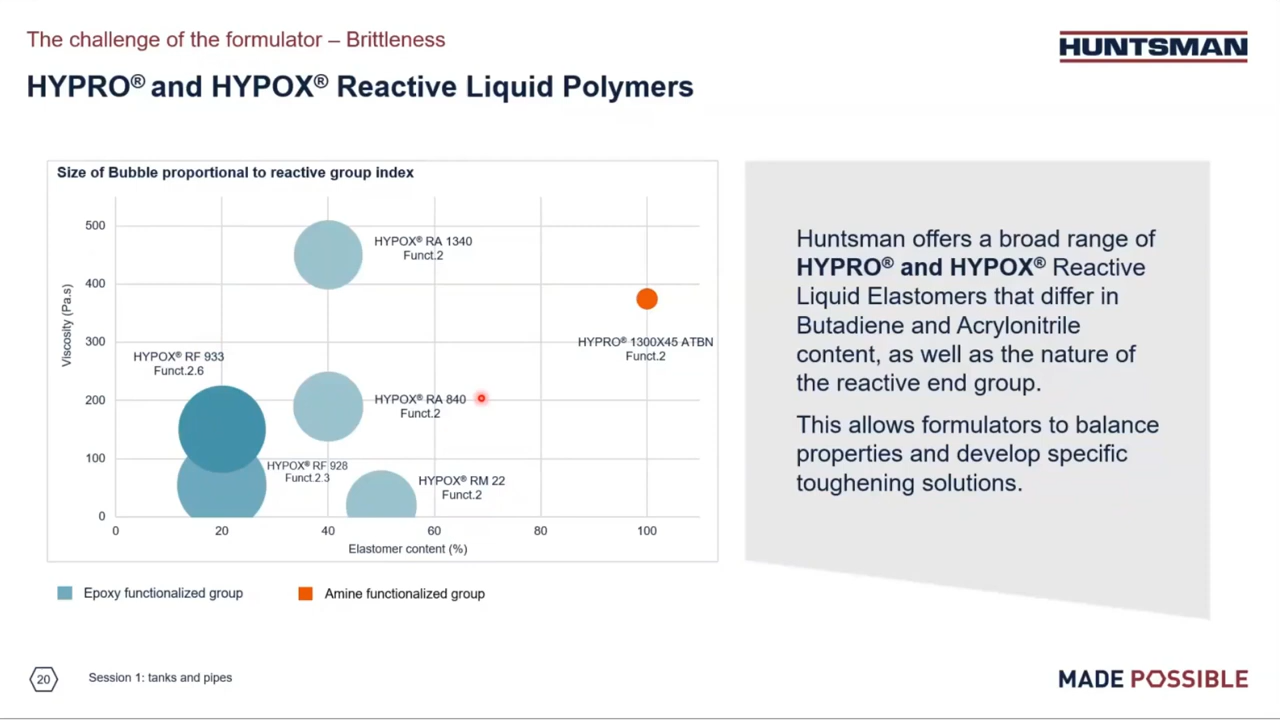 The challenge of the formulator – Brittleness
HUNTSMAN
HYPRO® and HYPOX® Reactive Liquid Polymers
Size of Bubble proportional to reactive group index
500
400
300
200
100
0
Viscosity (Pa.s)
HYPOX® RA 1340
Funct.2
HYPRO® 1300X45 ATBN
Funct.2
HYPOX® RF 933
Funct.2.6
HYPOX® RA 840
Funct.2
HYPOX® RF 928
Funct.2.3
HYPOX® RM 22
Funct.2
0 20 40 60 80 100
Elastomer content (%)
Epoxy functionalized group
Amine functionalized group
Huntsman offers a broad range of
HYPRO® and HYPOX® Reactive
Liquid Elastomers that differ in
Butadiene and Acrylonitrile
content, as well as the nature of
the reactive end group.
This allows formulators to balance
properties and develop specific
toughening solutions.
20
Session 1: tanks and pipes
MADE POSSIBLE